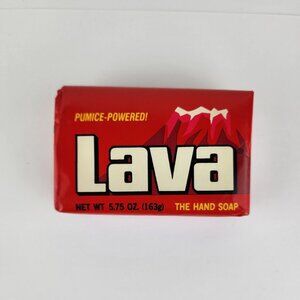 PUMICE-POWERED!
Lava
NET WT 5.75 OZ. (163g) THE HAND SOAP